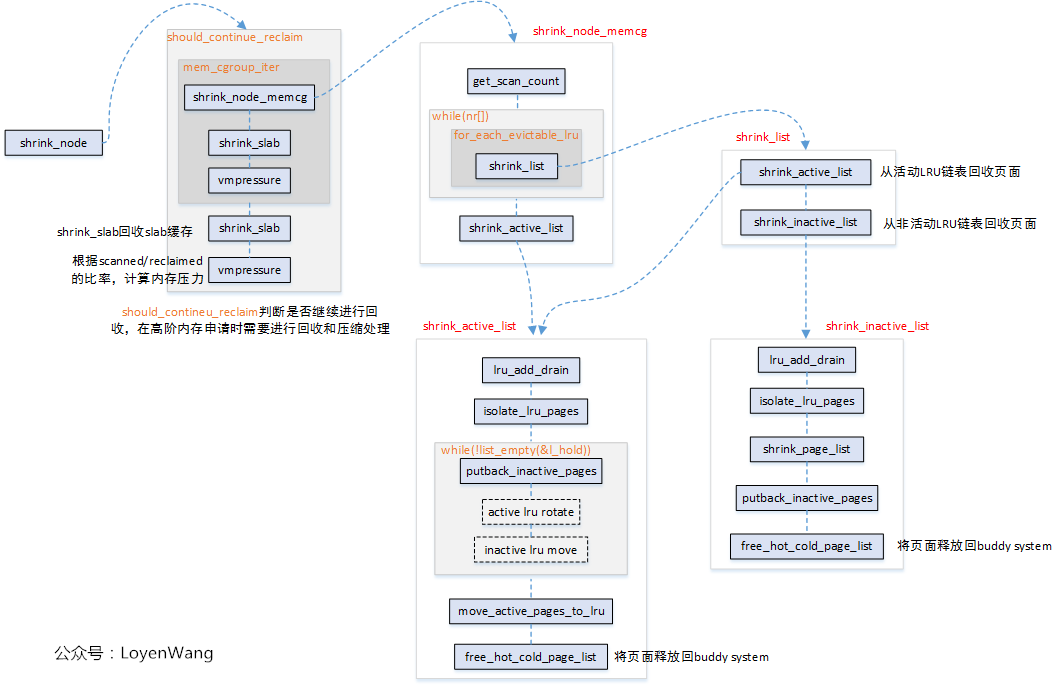 shrink_node
should_continue_reclaim
mem_cgroup_iter
shrink_node_memcg
shrink_slab
vmpressure
shrink_slab
vmpressure
shrink_slab回收slab缓存
根据scanned/reclaimed
的比率，计算内存压力
should_contineu_reclaim判断是否继续进行回
收，在高阶内存申请时需要进行回收和压缩处理
shrink_node_memcg
get_scan_count
while(nr[])
for_each_evictable_lru
shrink_list
shrink_active_list
shrink_list
shrink_active_list
从活动LRU链表回收页面
shrink_inactive_list
从非活动LRU链表回收页面
shrink_active_list
lru_add_drain
isolate_lru_pages
while(!list_empty(&l_hold))
putback_inactive_pages
active lru rotate
inactive lru move
move_active_pages_to_lru
free_hot_cold_page_list
将页面释放回buddy system
shrink_inactive_list
lru_add_drain
isolate_lru_pages
shrink_page_list
putback_inactive_pages
free_hot_cold_page_list
将页面释放回buddy system
公众号：LoyenWang